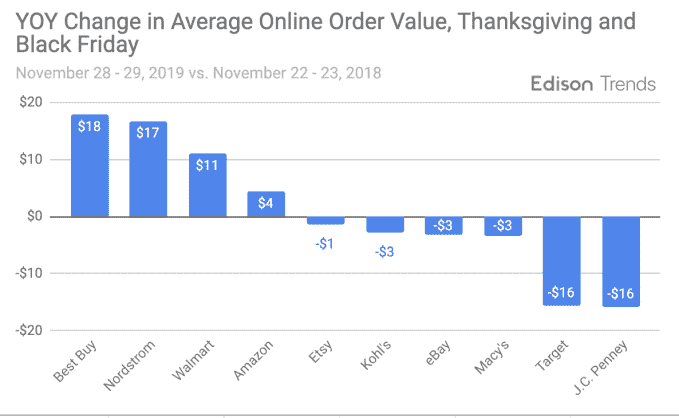 YOY Change in Average Online Order Value, Thanksgiving and
Black Friday
November 28 - 29, 2019 vs. November 22 - 23, 2018
Edison Trends
$20
$10
$0
-$10
-$20
$18
$17
$11
$4
-$1
-$3
-$3
-$3
-$16
-$16
Best Buy
Nordstrom
Walmart
Amazon
Etsy
Kohl's
eBay
Macy's
Target
J.C. Penney